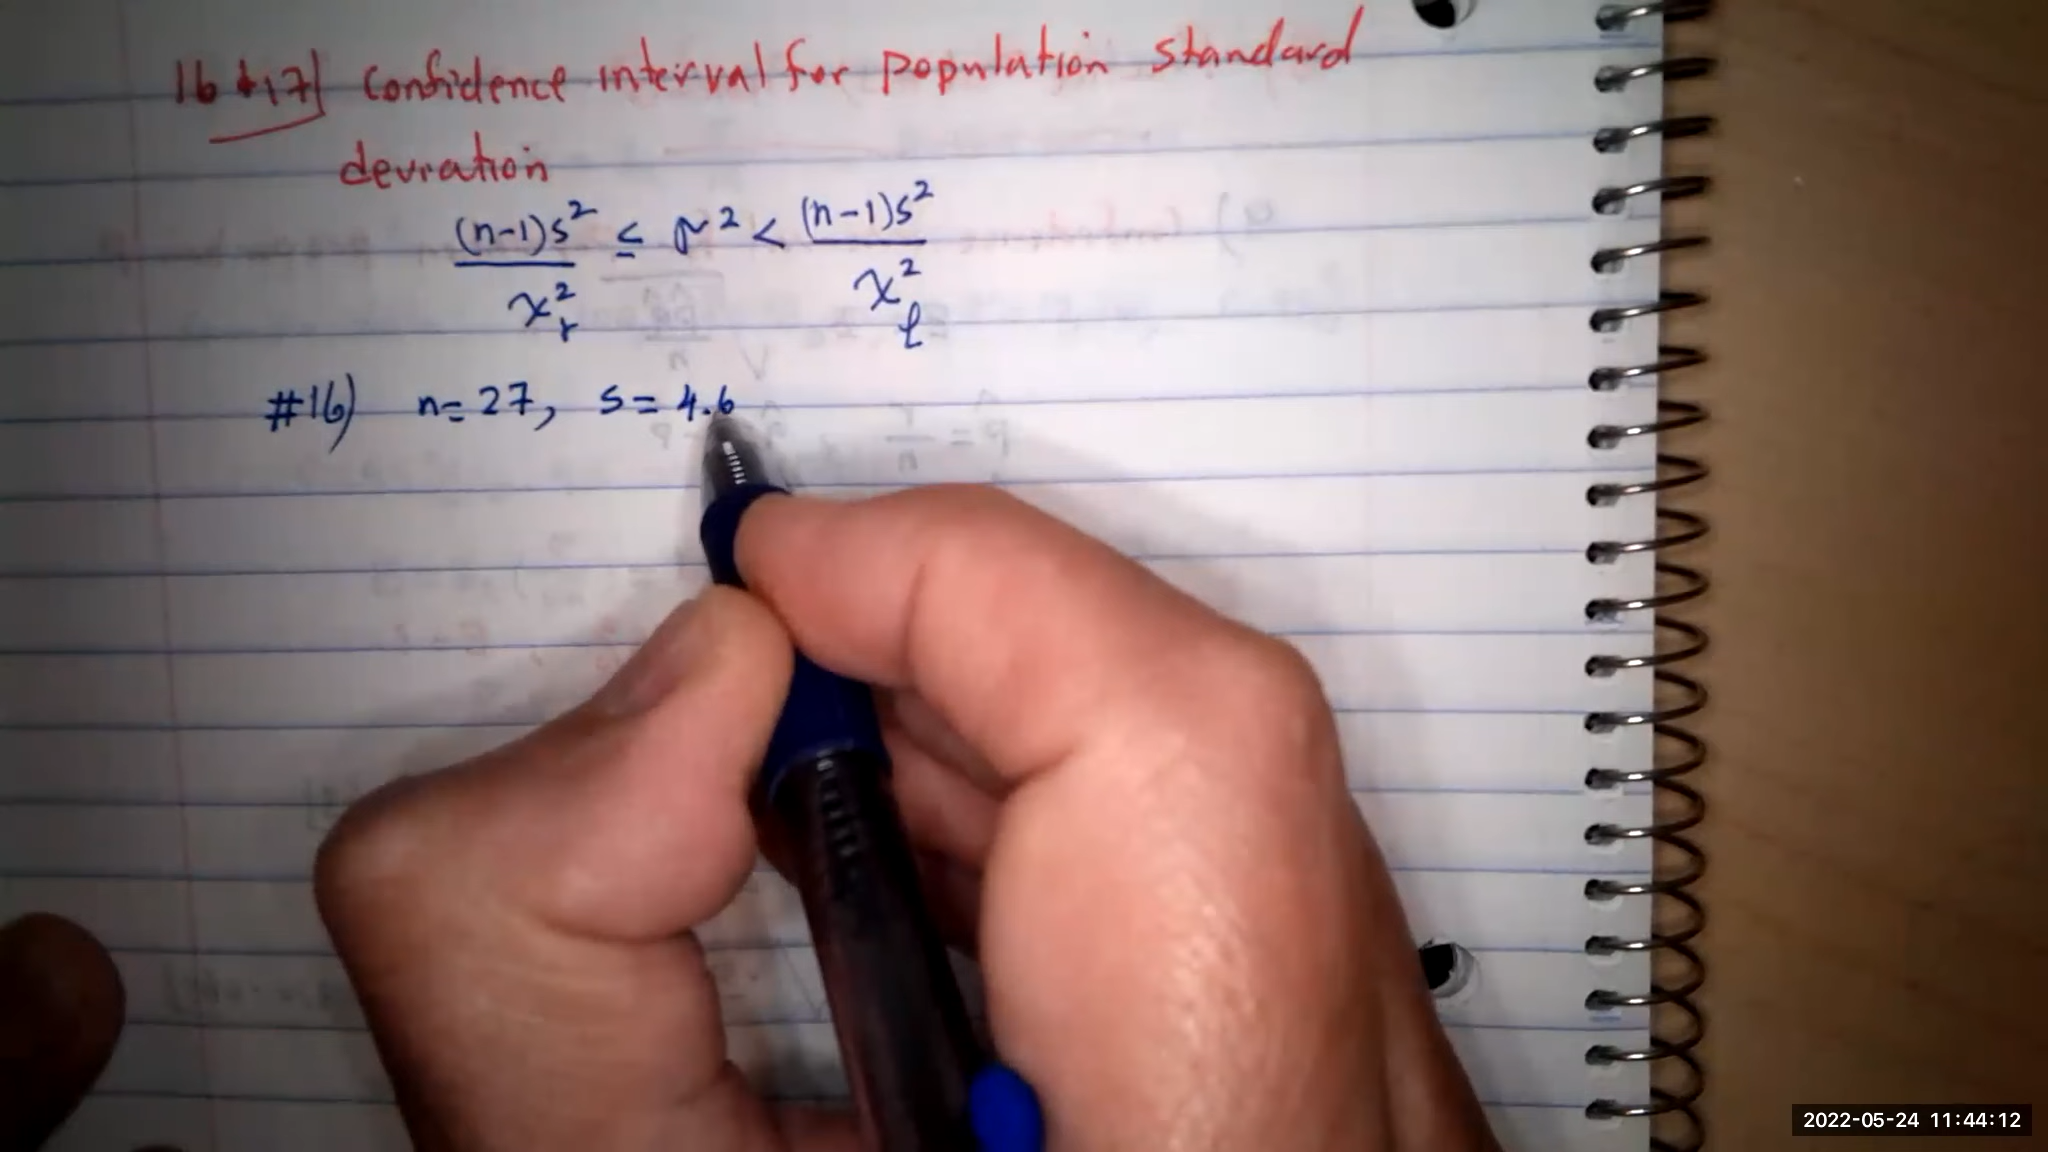 16 & 17) Confidence interval for population standard
deviation
(n-1)s² / χ²r ≤ σ² < (n-1)s² / χ²l
#16) n = 27, s = 4.6
2022-05-24 11:44:12